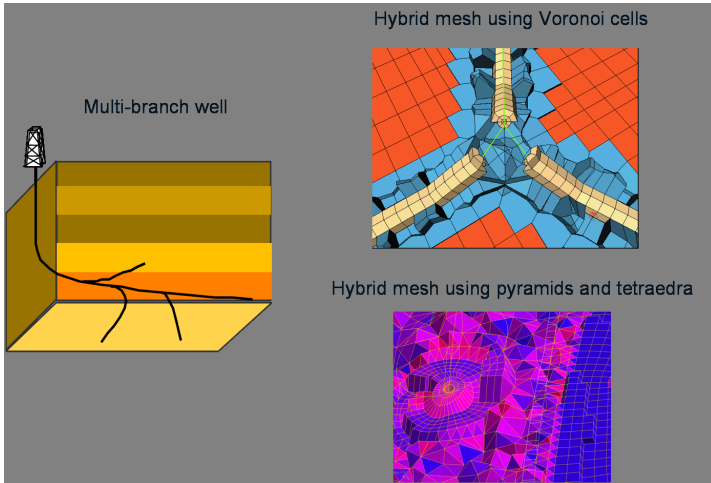 Hybrid mesh using Voronoi cells
Multi-branch well
Hybrid mesh using pyramids and tetraedra